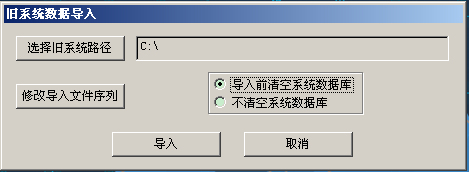 旧系统数据导入
选择旧系统路径 C:\
导入前清空系统数据库
修改导入文件序列
不清空系统数据库
导入 取消